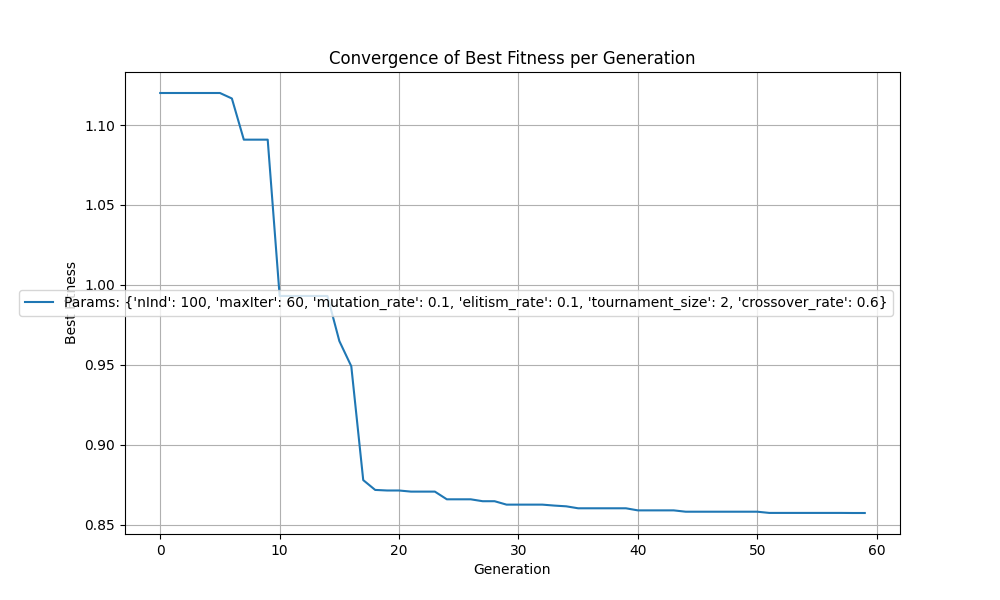 Convergence of Best Fitness per Generation
1.10
1.05
1.00
0.95
0.90
0.85
Best
ness
Params: {'nInd': 100, 'maxIter': 60, 'mutation_rate': 0.1, 'elitism_rate': 0.1, 'tournament_size': 2, 'crossover_rate': 0.6}
0 10 20 30 40 50 60
Generation